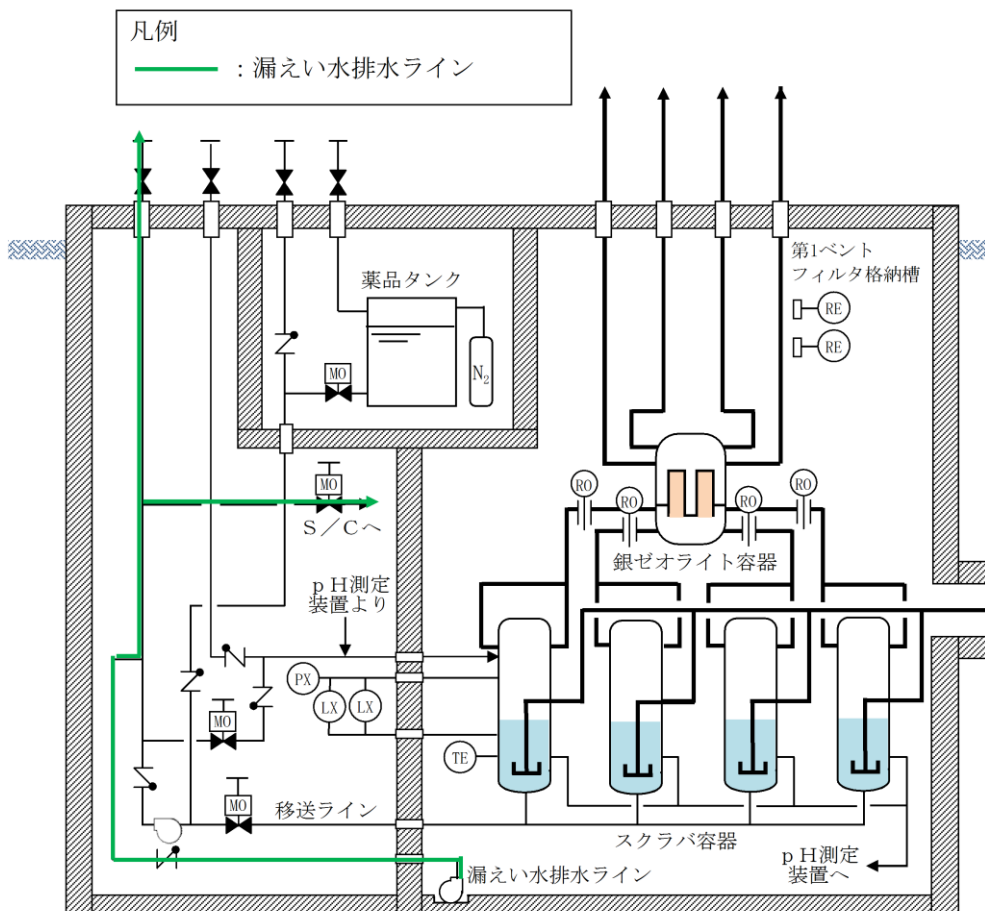 凡例
：漏えい水排水ライン
第1ベント
フィルタ格納槽
RE
RE
薬品タンク
MO
N₂
MO
S／Cへ
RO
RO
RO
RO
銀ゼオライト容器
ｐＨ測定
装置より
PX
LX
LX
MO
TE
MO
移送ライン
スクラバ容器
漏えい水排水ライン
ｐＨ測定
装置へ